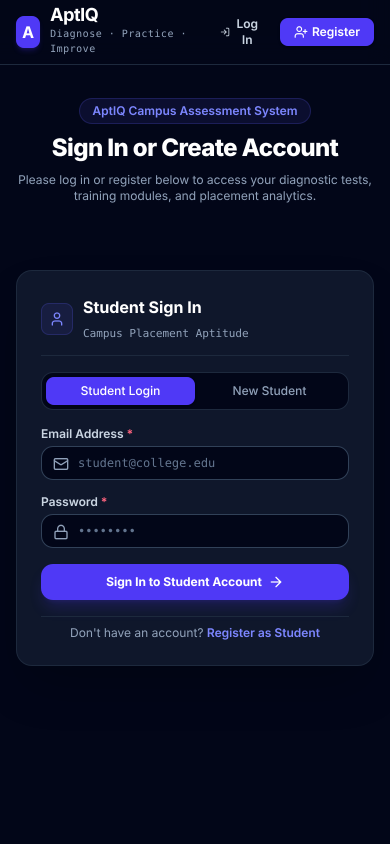 A
AptIQ
Diagnose · Practice ·
Improve
Log
In
Register
AptIQ Campus Assessment System
Sign In or Create Account
Please log in or register below to access your diagnostic tests,
training modules, and placement analytics.
Student Sign In
Campus Placement Aptitude
Student Login
New Student
Email Address *
student@college.edu
Password *
••••••••
Sign In to Student Account →
Don't have an account? Register as Student